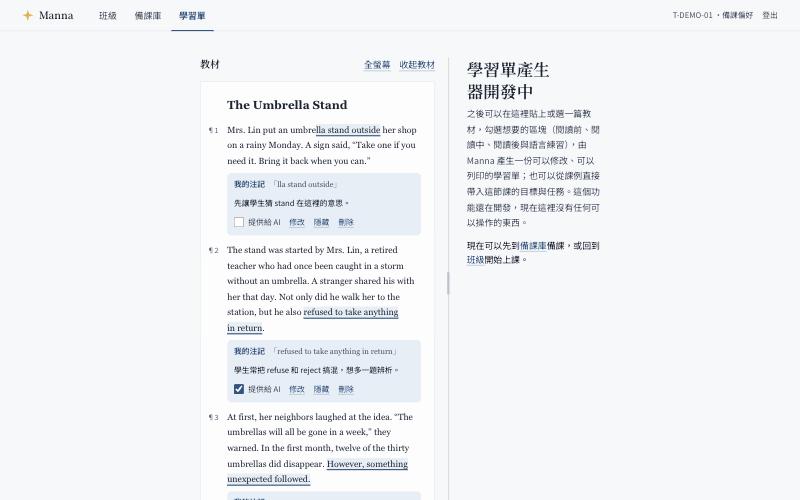 Manna
班級
備課庫
學習單
T-DEMO-01・備課偏好
登出
教材
全螢幕
收起教材
The Umbrella Stand
¶ 1
Mrs. Lin put an umbrella stand outside her shop
on a rainy Monday. A sign said, “Take one if you
need it. Bring it back when you can.”
我的注記 「lla stand outside」
先讓學生猜 stand 在這裡的意思。
提供給 AI 修改 隱藏 刪除
¶ 2
The stand was started by Mrs. Lin, a retired
teacher who had once been caught in a storm
without an umbrella. A stranger shared his with
her that day. Not only did he walk her to the
station, but he also refused to take anything
in return.
我的注記 「refused to take anything in return」
學生常把 refuse 和 reject 搞混，想多一題辨析。
提供給 AI 修改 隱藏 刪除
¶ 3
At first, her neighbors laughed at the idea. “The
umbrellas will all be gone in a week,” they
warned. In the first month, twelve of the thirty
umbrellas did disappear. However, something
unexpected followed.
學習單產生
器開發中
之後可以在這裡貼上或選一篇教
材，勾選想要的區塊（閱讀前、閱
讀中、閱讀後與語言練習），由
Manna 產生一份可以修改、可以
列印的學習單；也可以從課例直接
帶入這節課的目標與任務。這個功
能還在開發，現在這裡沒有任何可
以操作的東西。
現在可以先到備課庫備課，或回到
班級開始上課。